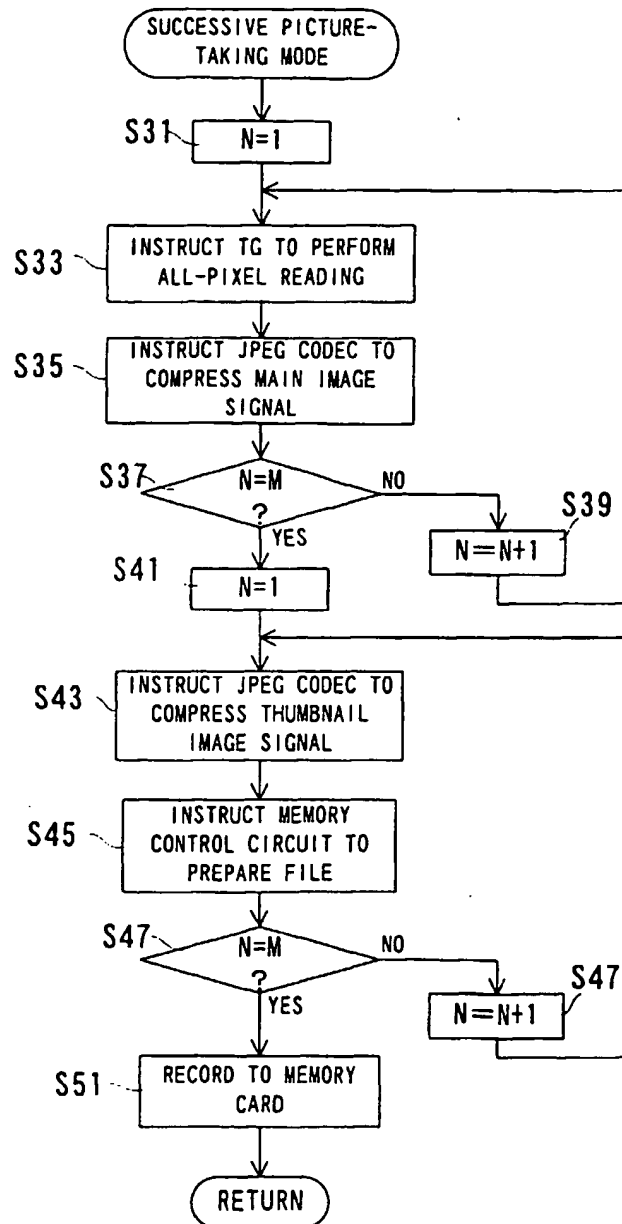 SUCCESSIVE PICTURE-
TAKING MODE
S31
N=1
S33
INSTRUCT TG TO PERFORM
ALL-PIXEL READING
S35
INSTRUCT JPEG CODEC TO
COMPRESS MAIN IMAGE
SIGNAL
S37
N=M
?
NO
YES
S39
N=N+1
S41
N=1
S43
INSTRUCT JPEG CODEC TO
COMPRESS THUMBNAIL
IMAGE SIGNAL
S45
INSTRUCT MEMORY
CONTROL CIRCUIT TO
PREPARE FILE
S47
N=M
?
NO
YES
S47
N=N+1
S51
RECORD TO MEMORY
CARD
RETURN